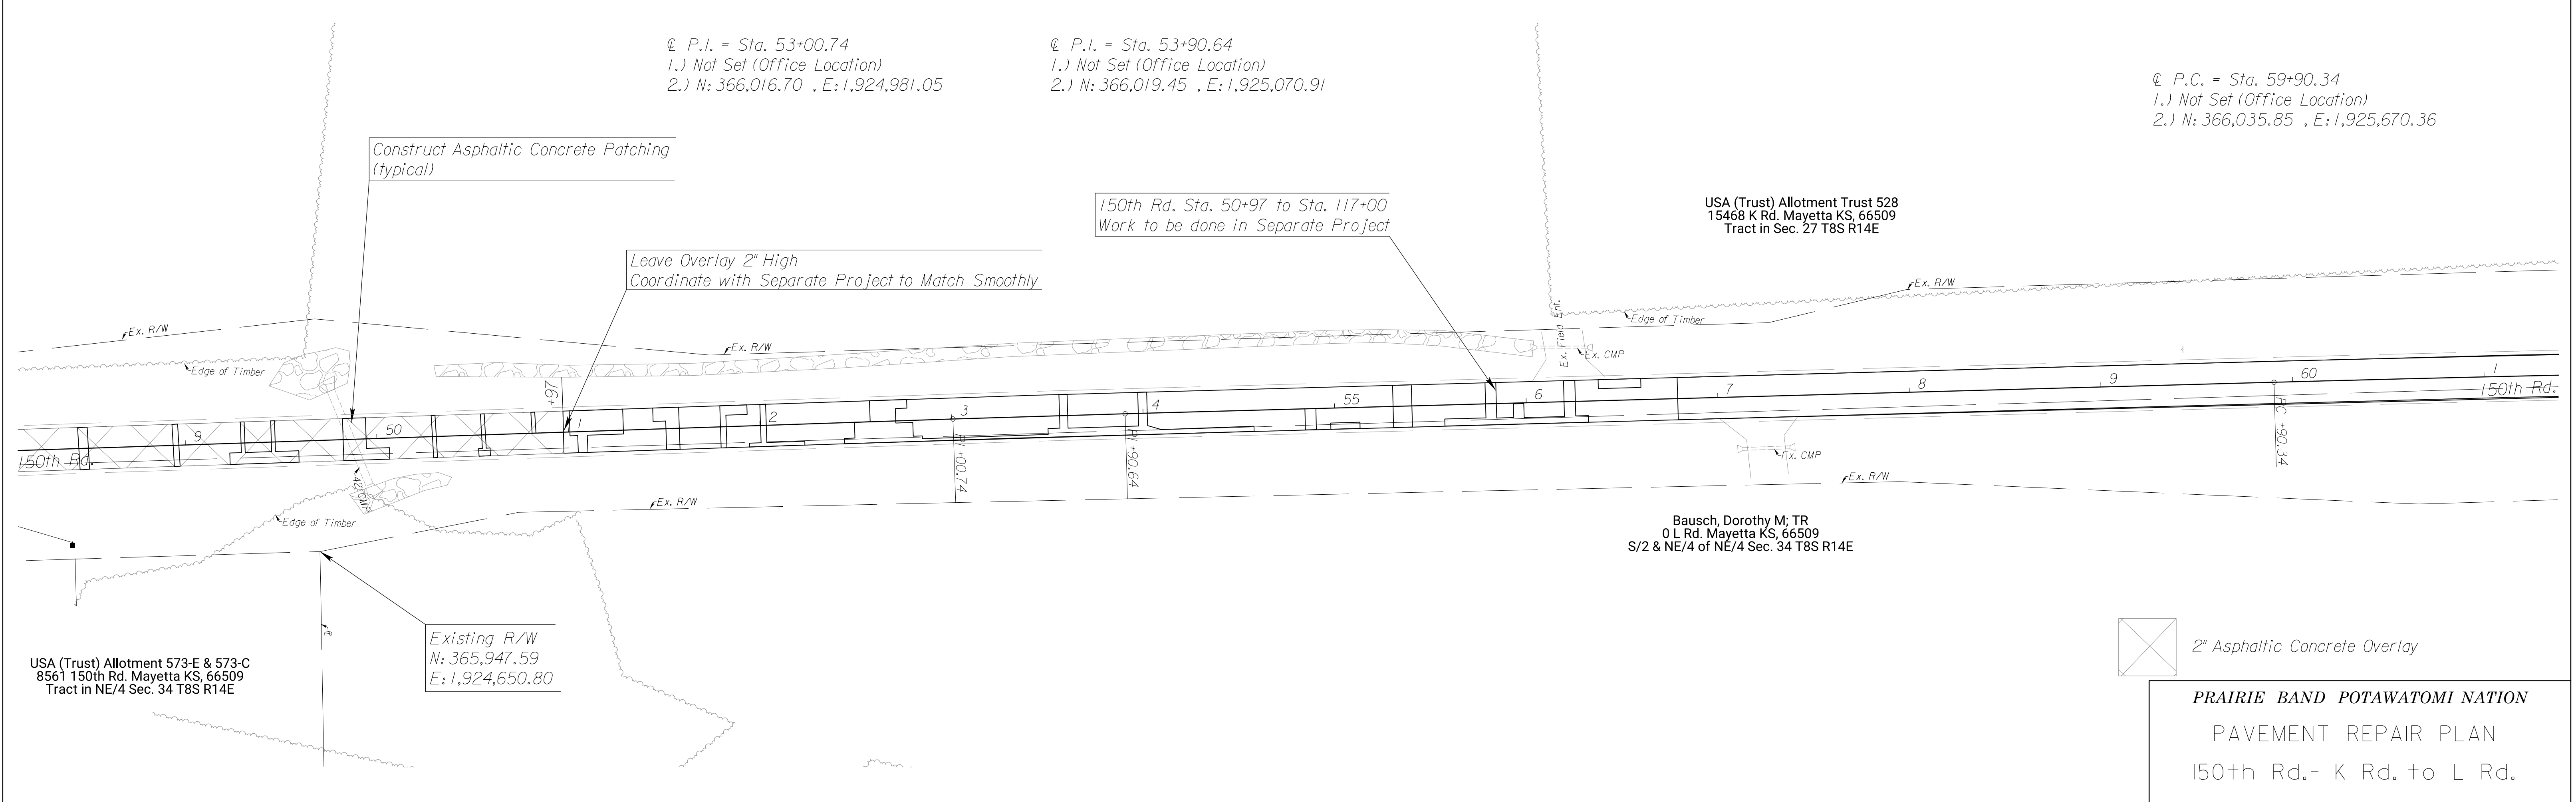 ℄ P.I. = Sta. 53+00.74
1.) Not Set (Office Location)
2.) N: 366,016.70 , E: 1,924,981.05
℄ P.I. = Sta. 53+90.64
1.) Not Set (Office Location)
2.) N: 366,019.45 , E: 1,925,070.91
℄ P.C. = Sta. 59+90.34
1.) Not Set (Office Location)
2.) N: 366,035.85 , E: 1,925,670.36
Construct Asphaltic Concrete Patching
(typical)
150th Rd. Sta. 50+97 to Sta. 117+00
Work to be done in Separate Project
USA (Trust) Allotment Trust 528
15468 K Rd. Mayetta KS, 66509
Tract in Sec. 27 T8S R14E
Leave Overlay 2" High
Coordinate with Separate Project to Match Smoothly
Ex. R/W
Ex. R/W
Ex. R/W
Edge of Timber
Edge of Timber
Ex. Field Ent.
Ex. CMP
+97
9
50
1
2
3
4
55
6
7
8
9
60
1
150th Rd.
150th Rd.
PI +00.74
PI +90.64
PC +90.34
42" CMP
Ex. CMP
Ex. R/W
Ex. R/W
Edge of Timber
Bausch, Dorothy M; TR
0 L Rd. Mayetta KS, 66509
S/2 & NE/4 of NE/4 Sec. 34 T8S R14E
Existing R/W
N: 365,947.59
E: 1,924,650.80
℄
USA (Trust) Allotment 573-E & 573-C
8561 150th Rd. Mayetta KS, 66509
Tract in NE/4 Sec. 34 T8S R14E
2" Asphaltic Concrete Overlay
PRAIRIE BAND POTAWATOMI NATION
PAVEMENT REPAIR PLAN
150th Rd.- K Rd. to L Rd.